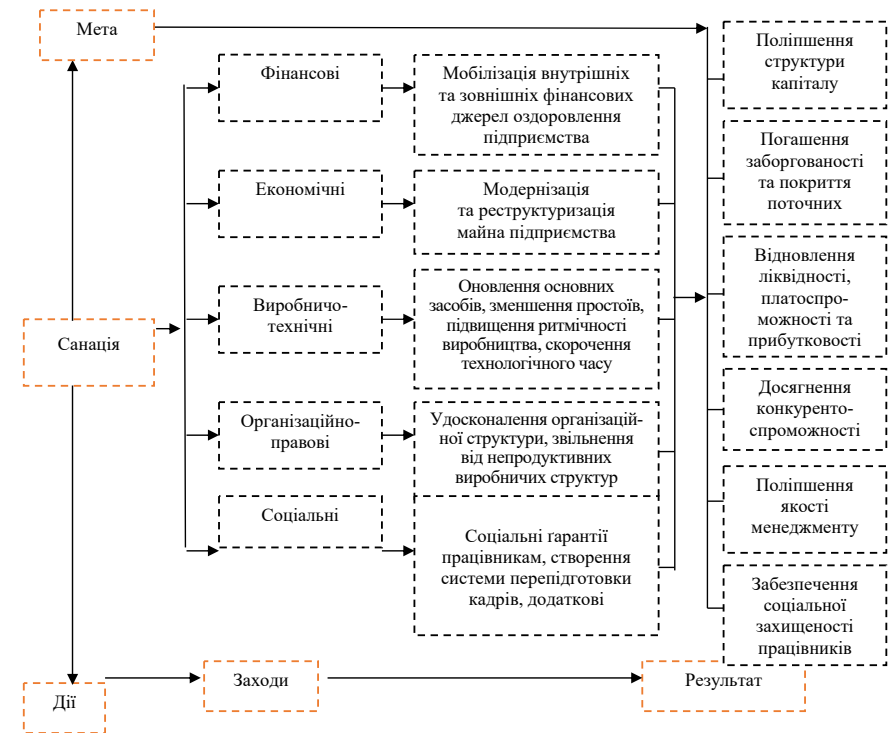 Мета
Фінансові
Мобілізація внутрішніх
та зовнішніх фінансових
джерел оздоровлення
підприємства
Поліпшення
структури
капіталу
Економічні
Модернізація
та реструктуризація
майна підприємства
Погашення
заборгованості
та покриття
поточних
Санація
Виробничо-
технічні
Оновлення основних
засобів, зменшення простоїв,
підвищення ритмічності
виробництва, скорочення
технологічного часу
Відновлення
ліквідності,
платоспро-
можності та
прибутковості
Організаційно-
правові
Удосконалення організацій-
ної структури, звільнення
від непродуктивних
виробничих структур
Досягнення
конкуренто-
спроможності
Соціальні
Соціальні ґарантії
працівникам, створення
системи перепідготовки
кадрів, додаткові
Поліпшення
якості
менеджменту
Забезпечення
соціальної
захищеності
працівників
Дії
Заходи
Результат